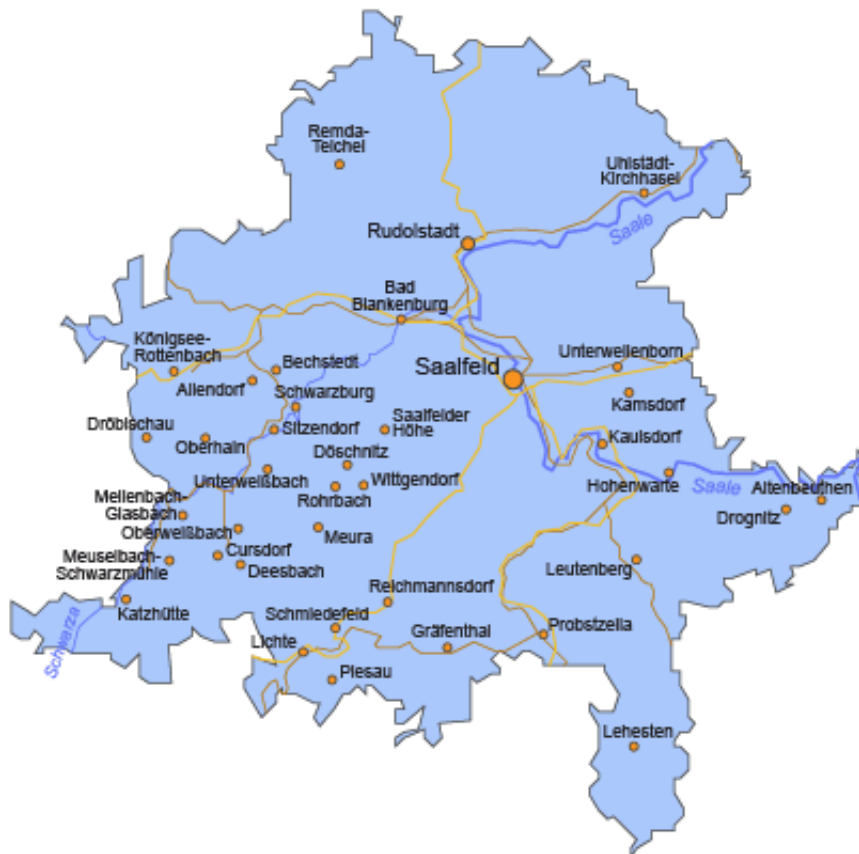 Remda-
Teichel
Uhlstädt-
Kirchhasel
Saale
Rudolstadt
Bad
Blankenburg
Königsee-
Rottenbach
Bechstedt
Saalfeld
Unterwellenborn
Allendorf
Schwarzburg
Kamsdorf
Dröbischau
Oberhain
Sitzendorf
Saalfelder
Höhe
Kaulsdorf
Döschnitz
Unterweißbach
Wittgendorf
Rohrbach
Hohenwarte
Saale
Altenbeuthen
Mellenbach-
Glasbach
Drognitz
Oberweißbach
Meura
Meuselbach-
Schwarzmühle
Cursdorf
Deesbach
Leutenberg
Katzhütte
Reichmannsdorf
Schmiedefeld
Schwarza
Lichte
Gräfenthal
Probstzella
Piesau
Lehesten